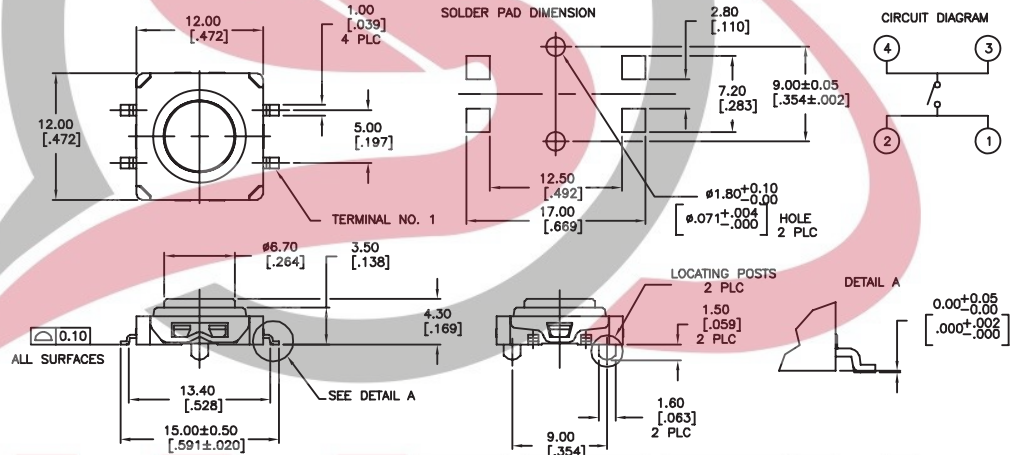 12.00
[.472]
1.00
[.039]
4 PLC
12.00
[.472]
5.00
[.197]
TERMINAL NO. 1
SOLDER PAD DIMENSION
2.80
[.110]
7.20
[.283]
9.00±0.05
[.354±.002]
12.50
[.492]
17.00
[.669]
ø1.80+0.10
-0.00
[ø.071+.004
-.000]
HOLE
2 PLC
CIRCUIT DIAGRAM
4
3
2
1
ø6.70
[.264]
3.50
[.138]
4.30
[.169]
0.10
ALL SURFACES
13.40
[.528]
15.00±0.50
[.591±.020]
SEE DETAIL A
LOCATING POSTS
2 PLC
1.50
[.059]
2 PLC
1.60
[.063]
2 PLC
9.00
[.354]
DETAIL A
0.00+0.05
-0.00
[.000+.002
-.000]